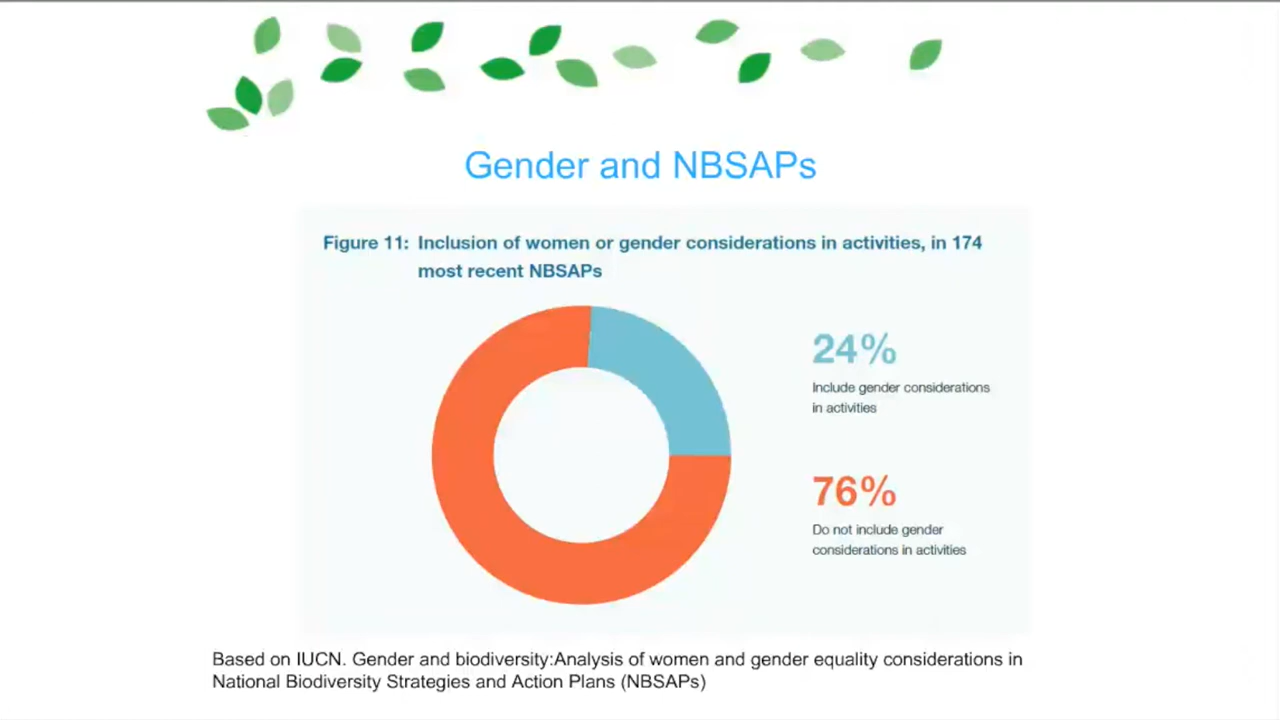 Gender and NBSAPs
Figure 11: Inclusion of women or gender considerations in activities, in 174
most recent NBSAPs
24%
Include gender considerations
in activities
76%
Do not include gender
considerations in activities
Based on IUCN. Gender and biodiversity:Analysis of women and gender equality considerations in
National Biodiversity Strategies and Action Plans (NBSAPs)